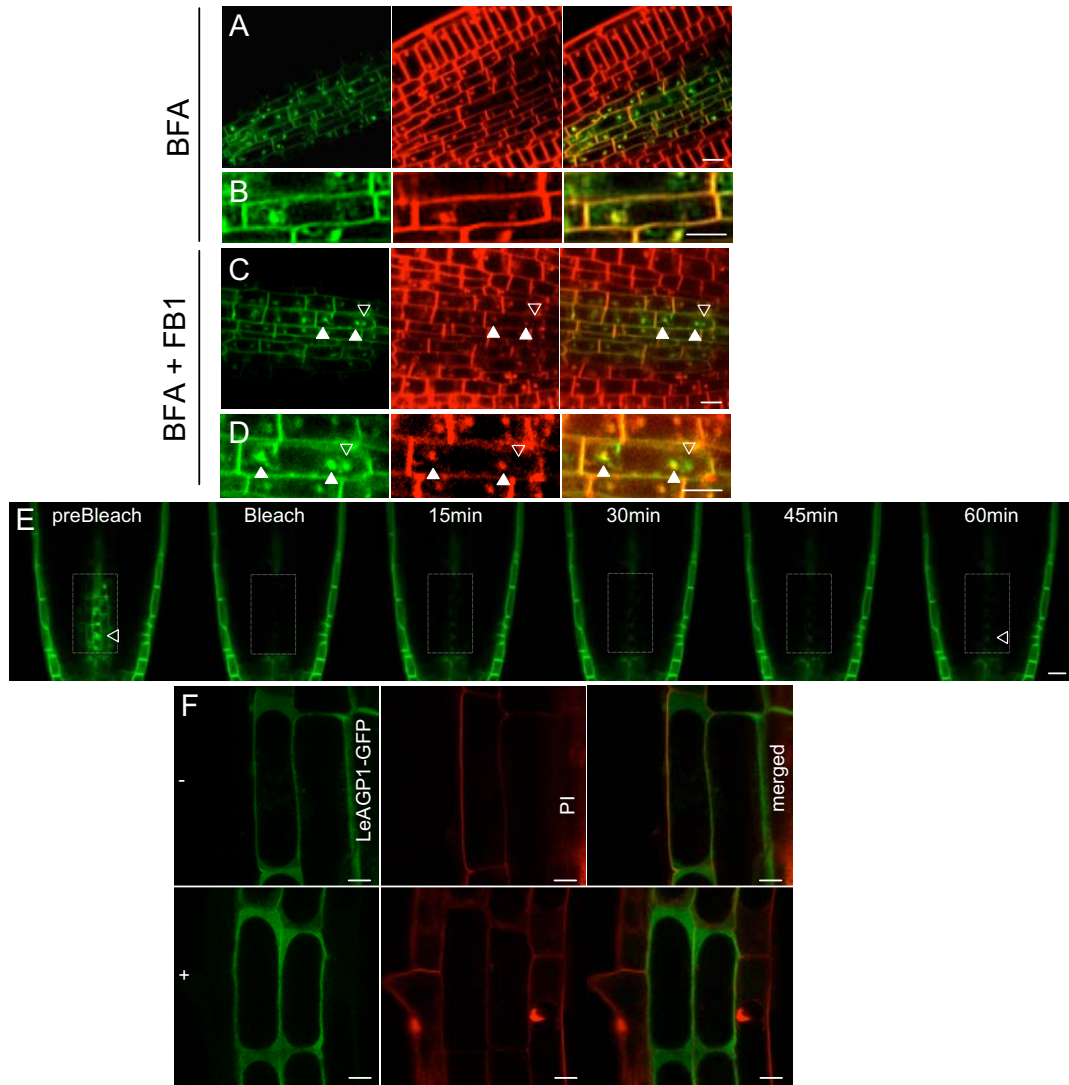 BFA
A
B
BFA + FB1
C
D
E
preBleach
Bleach
15min
30min
45min
60min
F
-
LeAGP1-GFP
PI
merged
+